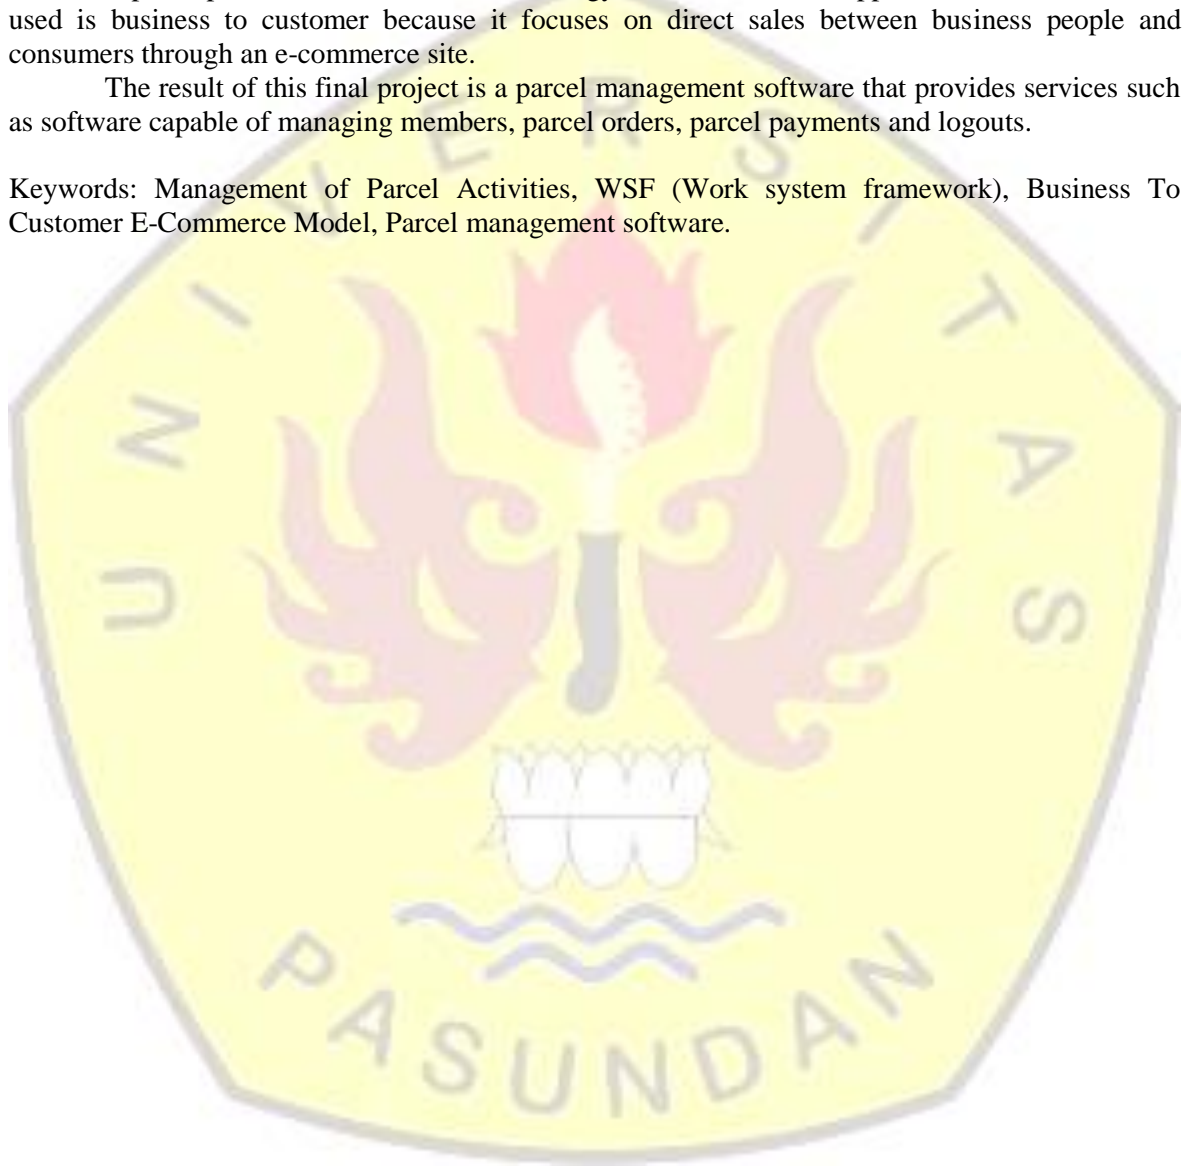 used is business to customer because it focuses on direct sales between business people and
consumers through an e-commerce site.
The result of this final project is a parcel management software that provides services such
as software capable of managing members, parcel orders, parcel payments and logouts.
Keywords: Management of Parcel Activities, WSF (Work system framework), Business To
Customer E-Commerce Model, Parcel management software.
UNIVERSITAS
PASUNDAN